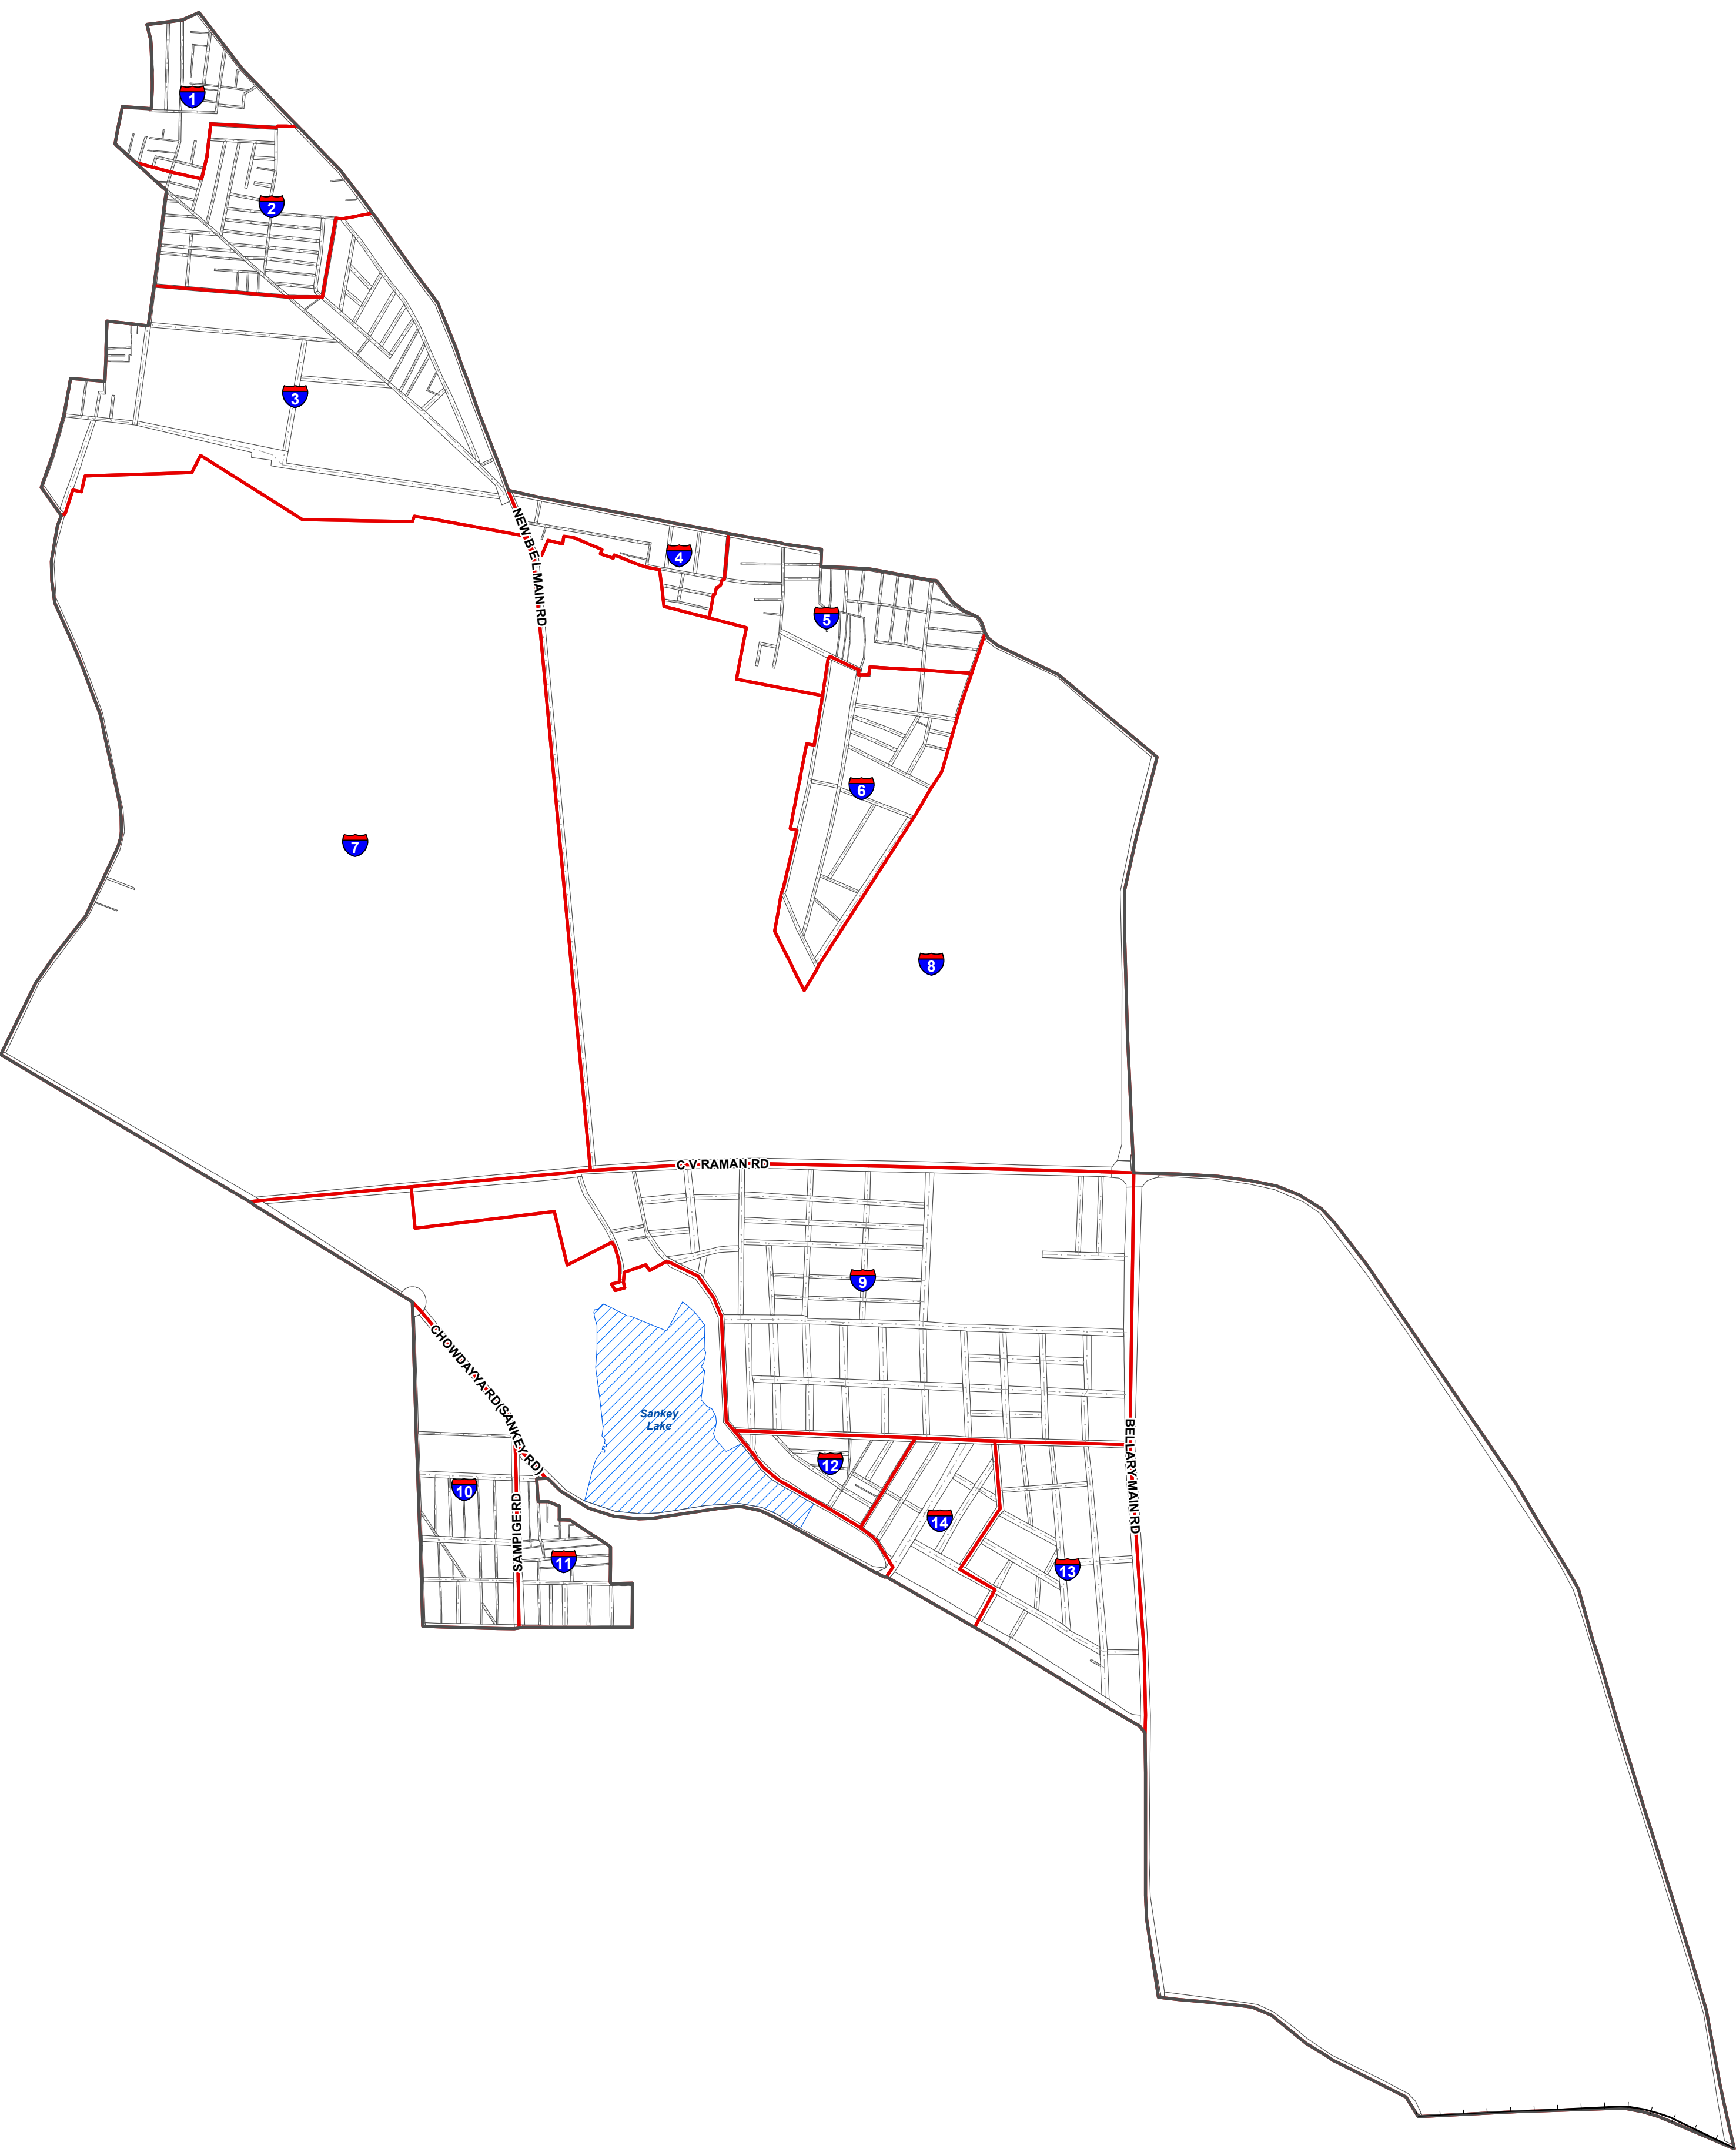 1
2
3
NEW B E L MAIN RD
4
5
6
7
8
C V RAMAN RD
9
CHOWDAYYA RD(SANKEY RD)
Sankey
Lake
BELLARY MAIN RD
12
10
SAMPIGE RD
14
11
13